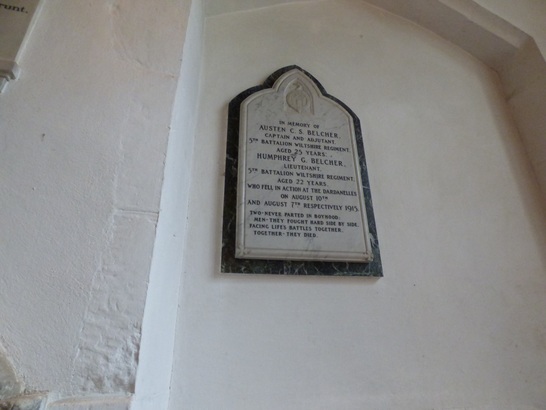 runt.
IN MEMORY OF
AUSTEN C. S. BELCHER,
CAPTAIN AND ADJUTANT,
5TH BATTALION WILTSHIRE REGIMENT,
AGED 25 YEARS.
HUMPHREY G. BELCHER,
LIEUTENANT,
5TH BATTALION WILTSHIRE REGIMENT,
AGED 22 YEARS.
WHO FELL IN ACTION AT THE DARDANELLES
ON AUGUST 10TH
AND AUGUST 7TH RESPECTIVELY 1915
TWO-NEVER PARTED IN BOYHOOD:
MEN-THEY FOUGHT HARD SIDE BY SIDE.
FACING LIFES BATTLES TOGETHER.
TOGETHER-THEY DIED.